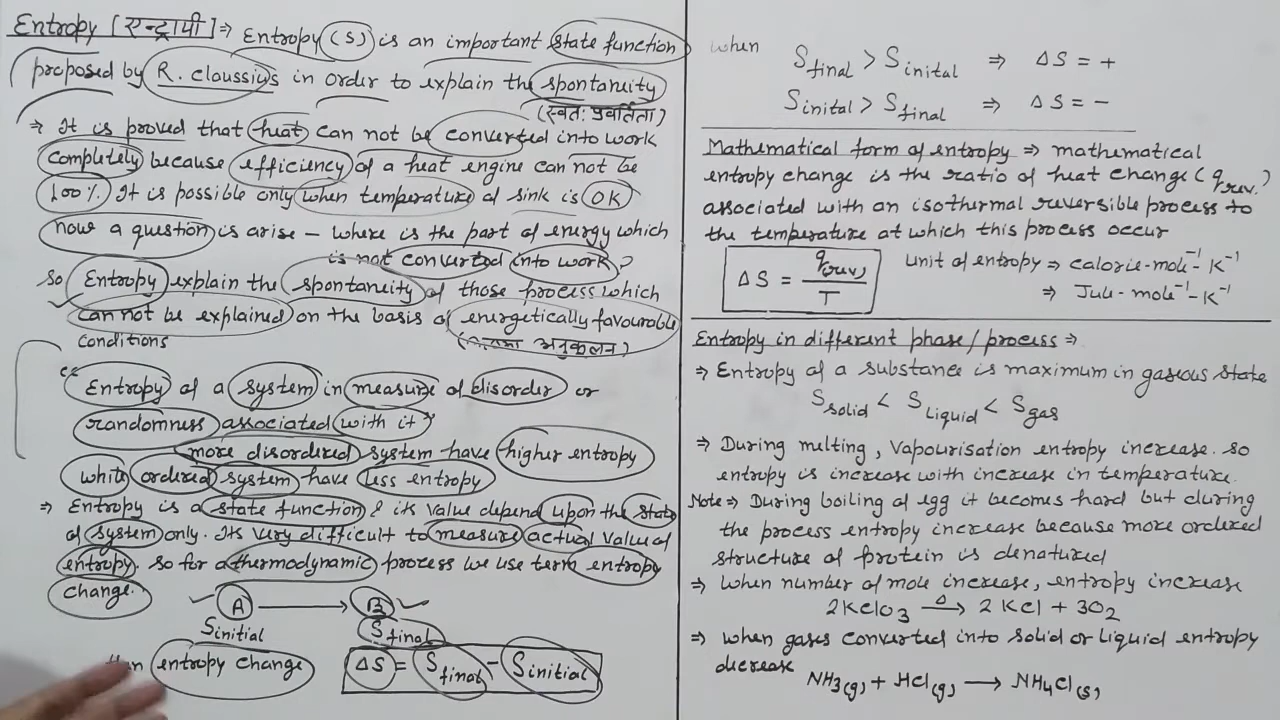 Entropy [एन्ट्रापी] ⇒ Entropy (S) is an important state function
proposed by R. claussiys in order to explain the spontanuity
(स्वतः प्रवर्तिता)
⇒ It is proved that heat can not be converted into work
completely because efficiency of a heat engine can not be
100%. It is possible only when temperature of sink is OK
now a question is arise – where is the part of energy which
is not converted into work?
so Entropy explain the spontanuity of those process which
can not be explained on the basis of energetically favourable
अनुकूलन)
conditions
"Entropy of a system in measure of disorder or
randomness associated with it"
more disordered system have higher entropy
while ordered system have less entropy
⇒ Entropy is a state function & its value depend upon the state
of system only. Its very difficult to measure actual value of
entropy. so for a thermodynamic process we use term entropy
change.
A ⟶ B
Sinitial Sfinal
then entropy change ΔS = Sfinal - Sinitial
when Sfinal > Sinital ⇒ ΔS = +
Sinital > Sfinal ⇒ ΔS = -
Mathematical form of entropy ⇒ mathematical
entropy change is the ratio of heat change (qrev.)
associated with an isothermal reversible process to
the temperature at which this process occur
ΔS = qrev/T
unit of entropy ⇒ calorie-mole⁻¹-K⁻¹
⇒ Jule-mole⁻¹-K⁻¹
Entropy in different phase/process ⇒
⇒ Entropy of a substance is maximum in gaseous state
Ssolid < SLiquid < Sgas
⇒ During melting, Vapourisation entropy increase. so
entropy is increase with increase in temperature.
Note ⇒ During boiling of egg it becomes hard but during
the process entropy increase because more ordered
structure of protein is denatured
⇒ when number of mole increase, entropy increase
2KClO₃ —Δ→ 2KCl + 3O₂
⇒ when gases converted into solid or liquid entropy
dicrease
NH₃(g) + HCl(g) ⟶ NH₄Cl(s)